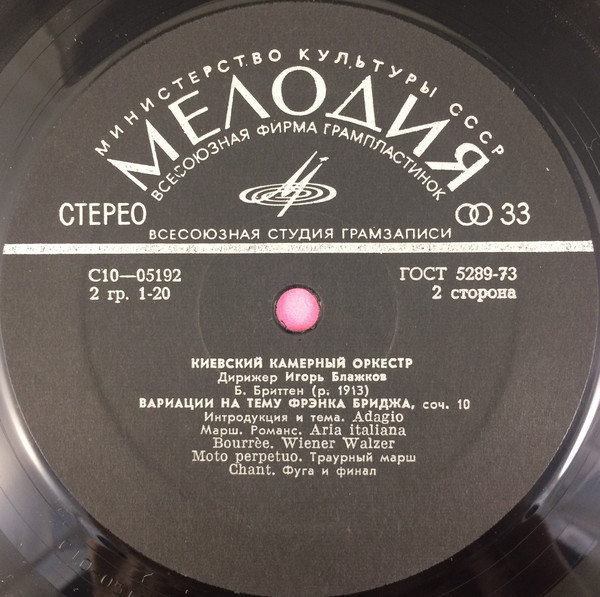 МИНИСТЕРСТВО КУЛЬТУРЫ СССР
МЕЛОДИЯ
ВСЕСОЮЗНАЯ ФИРМА ГРАМПЛАСТИНОК
СТЕРЕО
33
ВСЕСОЮЗНАЯ СТУДИЯ ГРАМЗАПИСИ
С10—05192
ГОСТ 5289-73
2 гр. 1-20
2 сторона
КИЕВСКИЙ КАМЕРНЫЙ ОРКЕСТР
Дирижер Игорь Блажков
Б. Бриттен (р. 1913)
ВАРИАЦИИ НА ТЕМУ ФРЭНКА БРИДЖА, соч. 10
Интродукция и тема. Adagio
Марш. Романс. Aria italiana
Bourrèe. Wiener Walzer
Moto perpetuo. Траурный марш
Chant. Фуга и финал